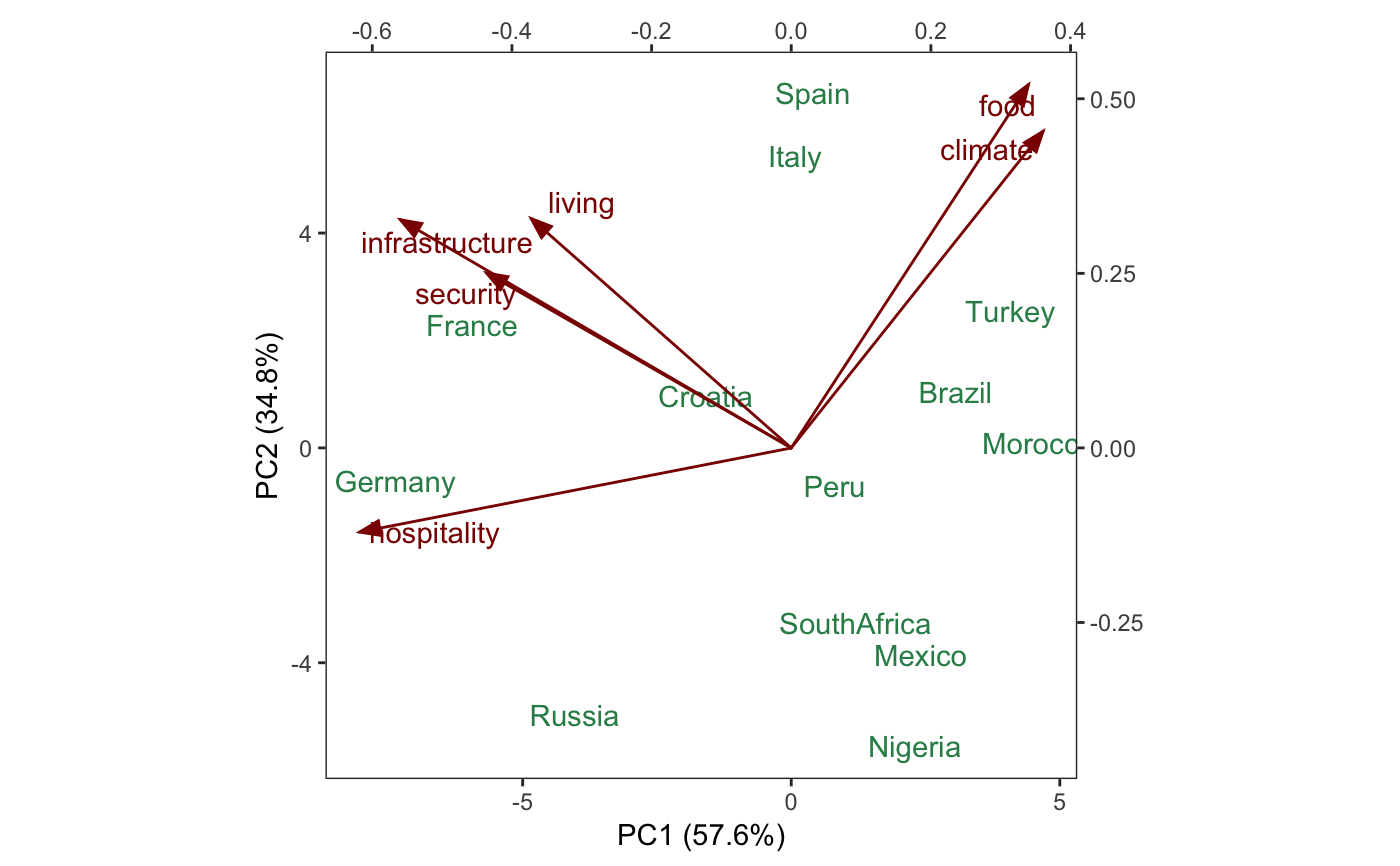 -0.6 -0.4 -0.2 0.0 0.2 0.4
Spain
food
0.50
Italy
climate
living
4
infrastructure
0.25
security
France
Turkey
Croatia
Brazil
0
Moroco
0.00
Germany
Peru
hospitality
SouthAfrica
-0.25
Mexico
-4
Russia
Nigeria
-5 0 5
PC1 (57.6%)
PC2 (34.8%)